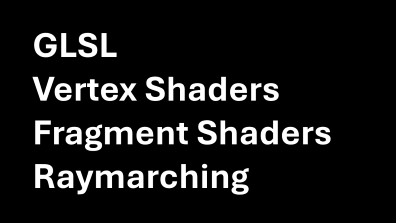 GLSL
Vertex Shaders
Fragment Shaders
Raymarching